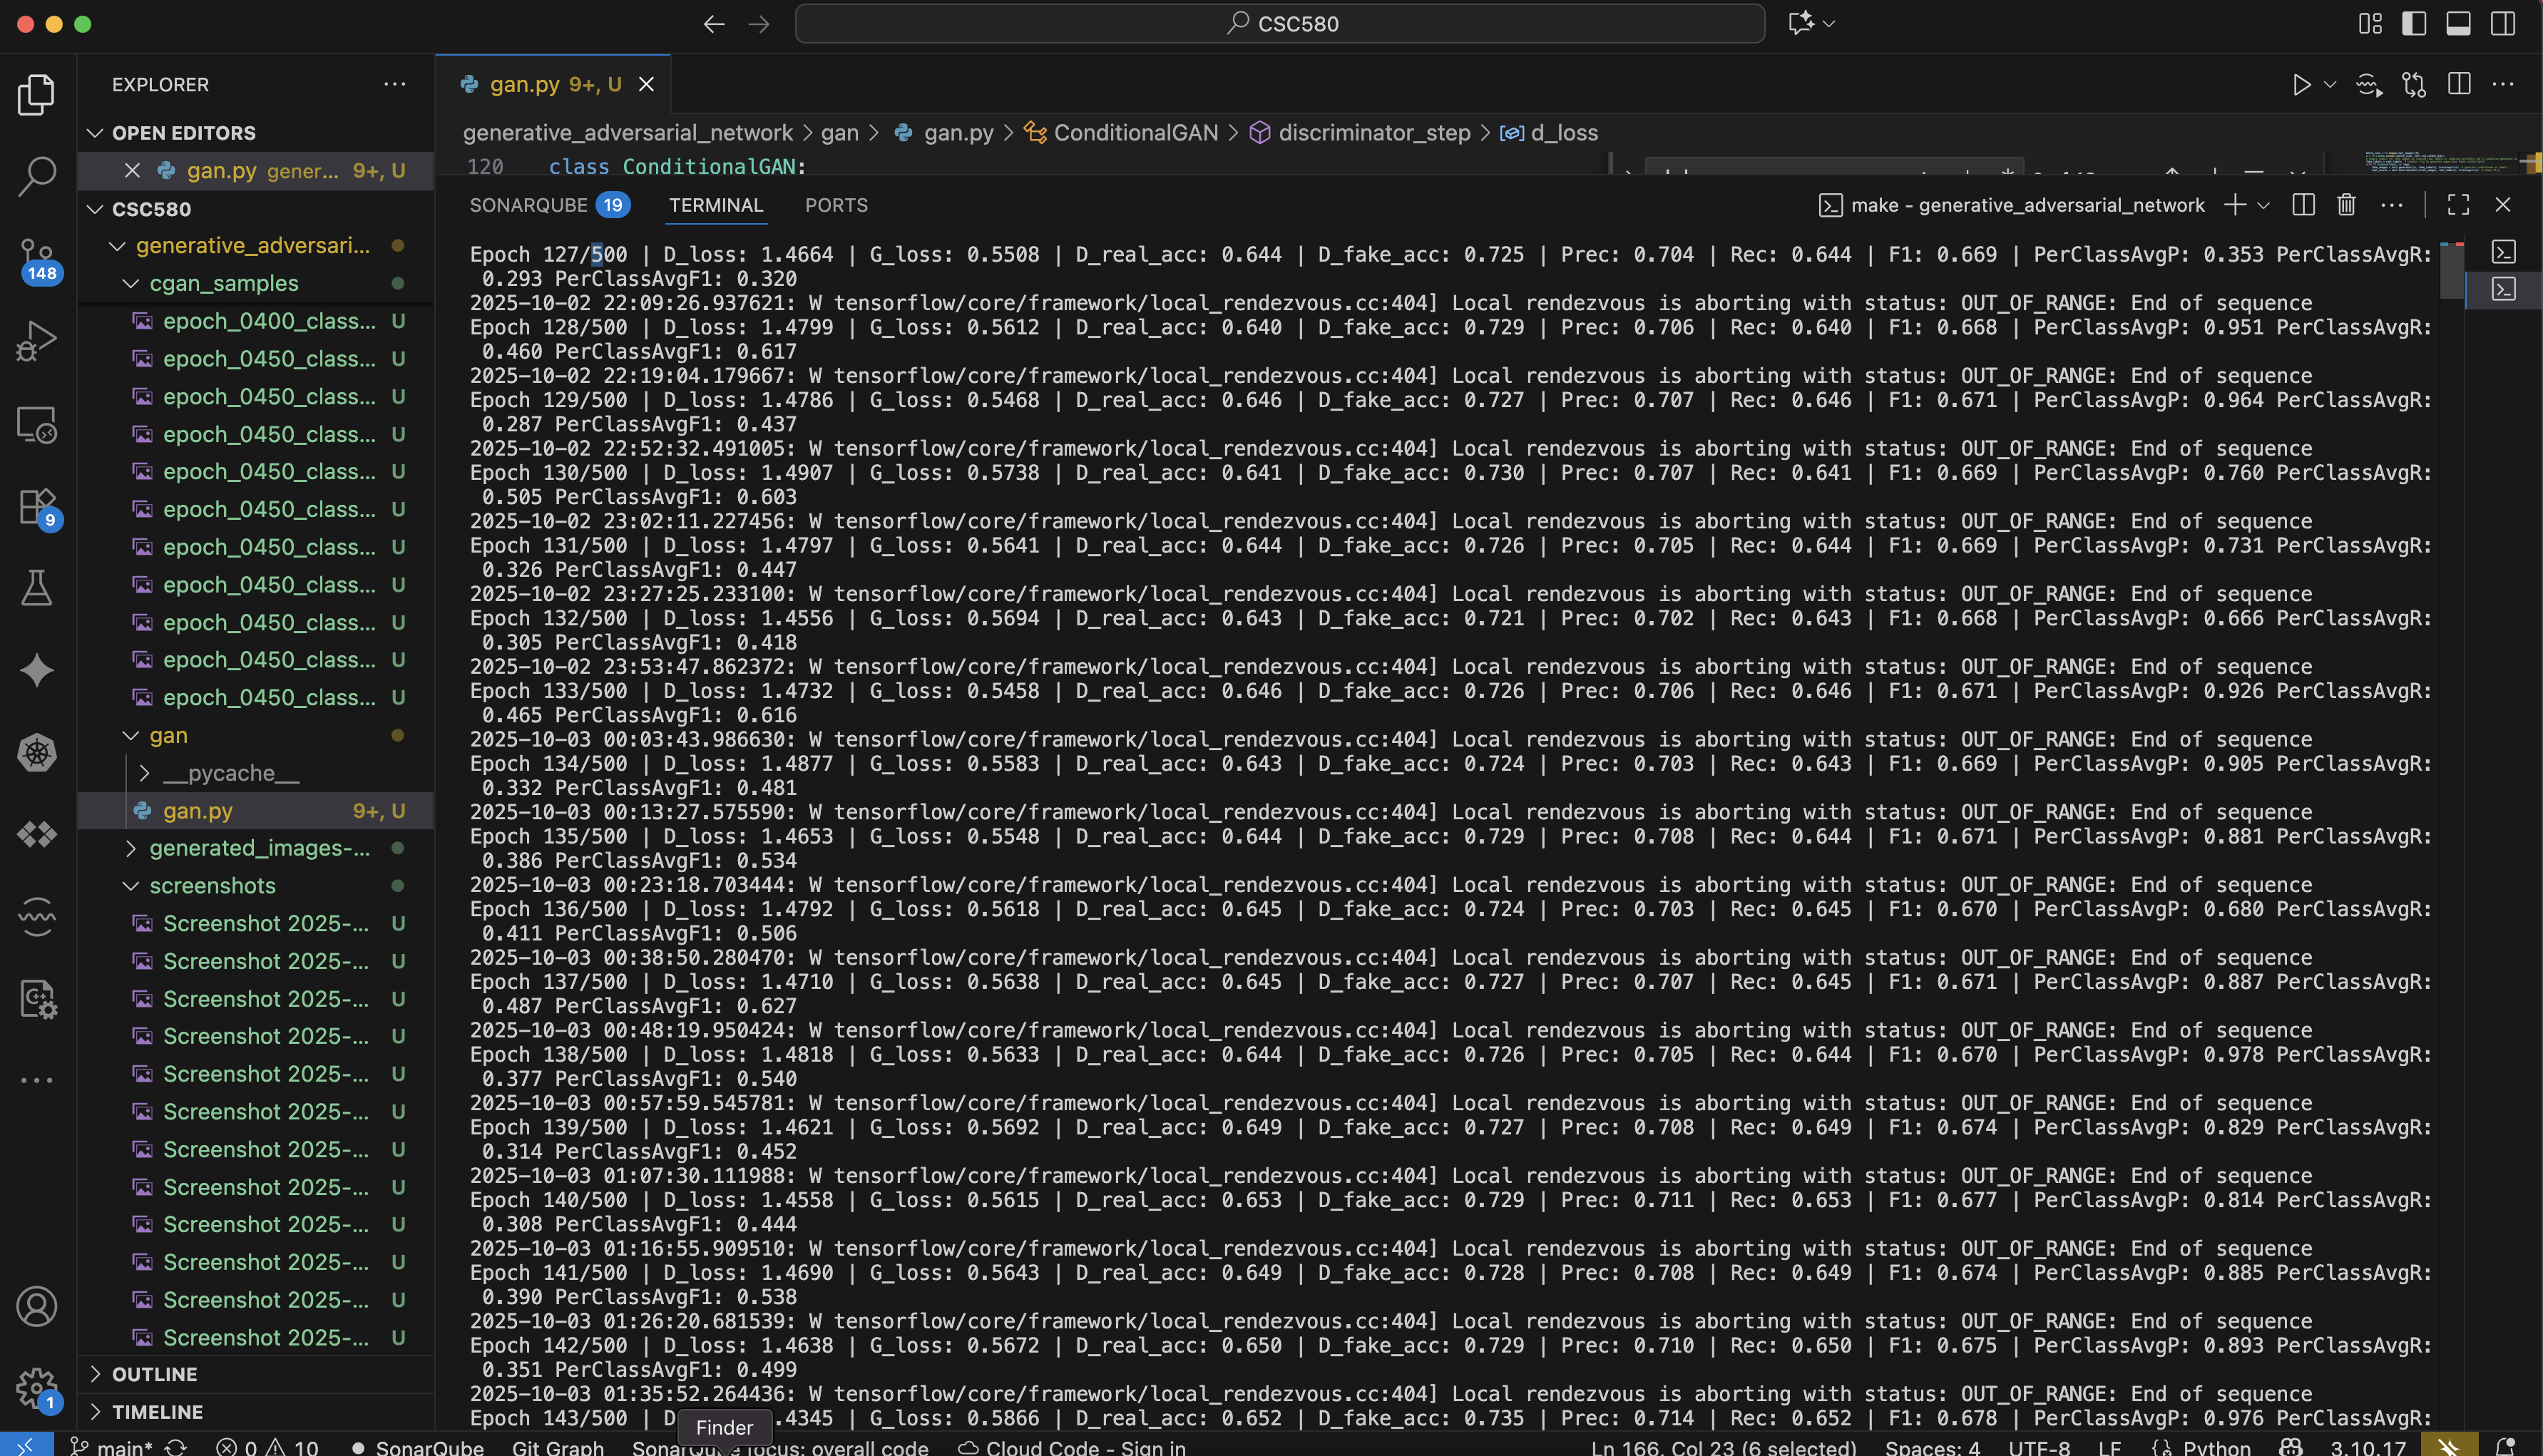 CSC580
EXPLORER
OPEN EDITORS
gan.py gener... 9+, U
CSC580
generative_adversari...
cgan_samples
epoch_0400_class... U
epoch_0450_class... U
epoch_0450_class... U
epoch_0450_class... U
epoch_0450_class... U
epoch_0450_class... U
epoch_0450_class... U
epoch_0450_class... U
epoch_0450_class... U
epoch_0450_class... U
epoch_0450_class... U
gan
__pycache__
gan.py 9+, U
generated_images-...
screenshots
Screenshot 2025-... U
Screenshot 2025-... U
Screenshot 2025-... U
Screenshot 2025-... U
Screenshot 2025-... U
Screenshot 2025-... U
Screenshot 2025-... U
Screenshot 2025-... U
Screenshot 2025-... U
Screenshot 2025-... U
Screenshot 2025-... U
Screenshot 2025-... U
OUTLINE
TIMELINE
148
9
1
gan.py 9+, U
generative_adversarial_network > gan > gan.py > ConditionalGAN > discriminator_step > d_loss
120 class ConditionalGAN:
SONARQUBE 19 TERMINAL PORTS
make - generative_adversarial_network
Epoch 127/500 | D_loss: 1.4664 | G_loss: 0.5508 | D_real_acc: 0.644 | D_fake_acc: 0.725 | Prec: 0.704 | Rec: 0.644 | F1: 0.669 | PerClassAvgP: 0.353 PerClassAvgR:
0.293 PerClassAvgF1: 0.320
2025-10-02 22:09:26.937621: W tensorflow/core/framework/local_rendezvous.cc:404] Local rendezvous is aborting with status: OUT_OF_RANGE: End of sequence
Epoch 128/500 | D_loss: 1.4799 | G_loss: 0.5612 | D_real_acc: 0.640 | D_fake_acc: 0.729 | Prec: 0.706 | Rec: 0.640 | F1: 0.668 | PerClassAvgP: 0.951 PerClassAvgR:
0.460 PerClassAvgF1: 0.617
2025-10-02 22:19:04.179667: W tensorflow/core/framework/local_rendezvous.cc:404] Local rendezvous is aborting with status: OUT_OF_RANGE: End of sequence
Epoch 129/500 | D_loss: 1.4786 | G_loss: 0.5468 | D_real_acc: 0.646 | D_fake_acc: 0.727 | Prec: 0.707 | Rec: 0.646 | F1: 0.671 | PerClassAvgP: 0.964 PerClassAvgR:
0.287 PerClassAvgF1: 0.437
2025-10-02 22:52:32.491005: W tensorflow/core/framework/local_rendezvous.cc:404] Local rendezvous is aborting with status: OUT_OF_RANGE: End of sequence
Epoch 130/500 | D_loss: 1.4907 | G_loss: 0.5738 | D_real_acc: 0.641 | D_fake_acc: 0.730 | Prec: 0.707 | Rec: 0.641 | F1: 0.669 | PerClassAvgP: 0.760 PerClassAvgR:
0.505 PerClassAvgF1: 0.603
2025-10-02 23:02:11.227456: W tensorflow/core/framework/local_rendezvous.cc:404] Local rendezvous is aborting with status: OUT_OF_RANGE: End of sequence
Epoch 131/500 | D_loss: 1.4797 | G_loss: 0.5641 | D_real_acc: 0.644 | D_fake_acc: 0.726 | Prec: 0.705 | Rec: 0.644 | F1: 0.669 | PerClassAvgP: 0.731 PerClassAvgR:
0.326 PerClassAvgF1: 0.447
2025-10-02 23:27:25.233100: W tensorflow/core/framework/local_rendezvous.cc:404] Local rendezvous is aborting with status: OUT_OF_RANGE: End of sequence
Epoch 132/500 | D_loss: 1.4556 | G_loss: 0.5694 | D_real_acc: 0.643 | D_fake_acc: 0.721 | Prec: 0.702 | Rec: 0.643 | F1: 0.668 | PerClassAvgP: 0.666 PerClassAvgR:
0.305 PerClassAvgF1: 0.418
2025-10-02 23:53:47.862372: W tensorflow/core/framework/local_rendezvous.cc:404] Local rendezvous is aborting with status: OUT_OF_RANGE: End of sequence
Epoch 133/500 | D_loss: 1.4732 | G_loss: 0.5458 | D_real_acc: 0.646 | D_fake_acc: 0.726 | Prec: 0.706 | Rec: 0.646 | F1: 0.671 | PerClassAvgP: 0.926 PerClassAvgR:
0.465 PerClassAvgF1: 0.616
2025-10-03 00:03:43.986630: W tensorflow/core/framework/local_rendezvous.cc:404] Local rendezvous is aborting with status: OUT_OF_RANGE: End of sequence
Epoch 134/500 | D_loss: 1.4877 | G_loss: 0.5583 | D_real_acc: 0.643 | D_fake_acc: 0.724 | Prec: 0.703 | Rec: 0.643 | F1: 0.669 | PerClassAvgP: 0.905 PerClassAvgR:
0.332 PerClassAvgF1: 0.481
2025-10-03 00:13:27.575590: W tensorflow/core/framework/local_rendezvous.cc:404] Local rendezvous is aborting with status: OUT_OF_RANGE: End of sequence
Epoch 135/500 | D_loss: 1.4653 | G_loss: 0.5548 | D_real_acc: 0.644 | D_fake_acc: 0.729 | Prec: 0.708 | Rec: 0.644 | F1: 0.671 | PerClassAvgP: 0.881 PerClassAvgR:
0.386 PerClassAvgF1: 0.534
2025-10-03 00:23:18.703444: W tensorflow/core/framework/local_rendezvous.cc:404] Local rendezvous is aborting with status: OUT_OF_RANGE: End of sequence
Epoch 136/500 | D_loss: 1.4792 | G_loss: 0.5618 | D_real_acc: 0.645 | D_fake_acc: 0.724 | Prec: 0.703 | Rec: 0.645 | F1: 0.670 | PerClassAvgP: 0.680 PerClassAvgR:
0.411 PerClassAvgF1: 0.506
2025-10-03 00:38:50.280470: W tensorflow/core/framework/local_rendezvous.cc:404] Local rendezvous is aborting with status: OUT_OF_RANGE: End of sequence
Epoch 137/500 | D_loss: 1.4710 | G_loss: 0.5638 | D_real_acc: 0.645 | D_fake_acc: 0.727 | Prec: 0.707 | Rec: 0.645 | F1: 0.671 | PerClassAvgP: 0.887 PerClassAvgR:
0.487 PerClassAvgF1: 0.627
2025-10-03 00:48:19.950424: W tensorflow/core/framework/local_rendezvous.cc:404] Local rendezvous is aborting with status: OUT_OF_RANGE: End of sequence
Epoch 138/500 | D_loss: 1.4818 | G_loss: 0.5633 | D_real_acc: 0.644 | D_fake_acc: 0.726 | Prec: 0.705 | Rec: 0.644 | F1: 0.670 | PerClassAvgP: 0.978 PerClassAvgR:
0.377 PerClassAvgF1: 0.540
2025-10-03 00:57:59.545781: W tensorflow/core/framework/local_rendezvous.cc:404] Local rendezvous is aborting with status: OUT_OF_RANGE: End of sequence
Epoch 139/500 | D_loss: 1.4621 | G_loss: 0.5692 | D_real_acc: 0.649 | D_fake_acc: 0.727 | Prec: 0.708 | Rec: 0.649 | F1: 0.674 | PerClassAvgP: 0.829 PerClassAvgR:
0.314 PerClassAvgF1: 0.452
2025-10-03 01:07:30.111988: W tensorflow/core/framework/local_rendezvous.cc:404] Local rendezvous is aborting with status: OUT_OF_RANGE: End of sequence
Epoch 140/500 | D_loss: 1.4558 | G_loss: 0.5615 | D_real_acc: 0.653 | D_fake_acc: 0.729 | Prec: 0.711 | Rec: 0.653 | F1: 0.677 | PerClassAvgP: 0.814 PerClassAvgR:
0.308 PerClassAvgF1: 0.444
2025-10-03 01:16:55.909510: W tensorflow/core/framework/local_rendezvous.cc:404] Local rendezvous is aborting with status: OUT_OF_RANGE: End of sequence
Epoch 141/500 | D_loss: 1.4690 | G_loss: 0.5643 | D_real_acc: 0.649 | D_fake_acc: 0.728 | Prec: 0.708 | Rec: 0.649 | F1: 0.674 | PerClassAvgP: 0.885 PerClassAvgR:
0.390 PerClassAvgF1: 0.538
2025-10-03 01:26:20.681539: W tensorflow/core/framework/local_rendezvous.cc:404] Local rendezvous is aborting with status: OUT_OF_RANGE: End of sequence
Epoch 142/500 | D_loss: 1.4638 | G_loss: 0.5672 | D_real_acc: 0.650 | D_fake_acc: 0.729 | Prec: 0.710 | Rec: 0.650 | F1: 0.675 | PerClassAvgP: 0.893 PerClassAvgR:
0.351 PerClassAvgF1: 0.499
2025-10-03 01:35:52.264436: W tensorflow/core/framework/local_rendezvous.cc:404] Local rendezvous is aborting with status: OUT_OF_RANGE: End of sequence
Epoch 143/500 | D .4345 | G_loss: 0.5866 | D_real_acc: 0.652 | D_fake_acc: 0.735 | Prec: 0.714 | Rec: 0.652 | F1: 0.678 | PerClassAvgP: 0.976 PerClassAvgR:
Finder
main* 0 10 SonarQube Git Graph SonarQube focus: overall code Cloud Code - Sign in Ln 166, Col 23 (6 selected) Spaces: 4 UTF-8 LF Python 3.10.17